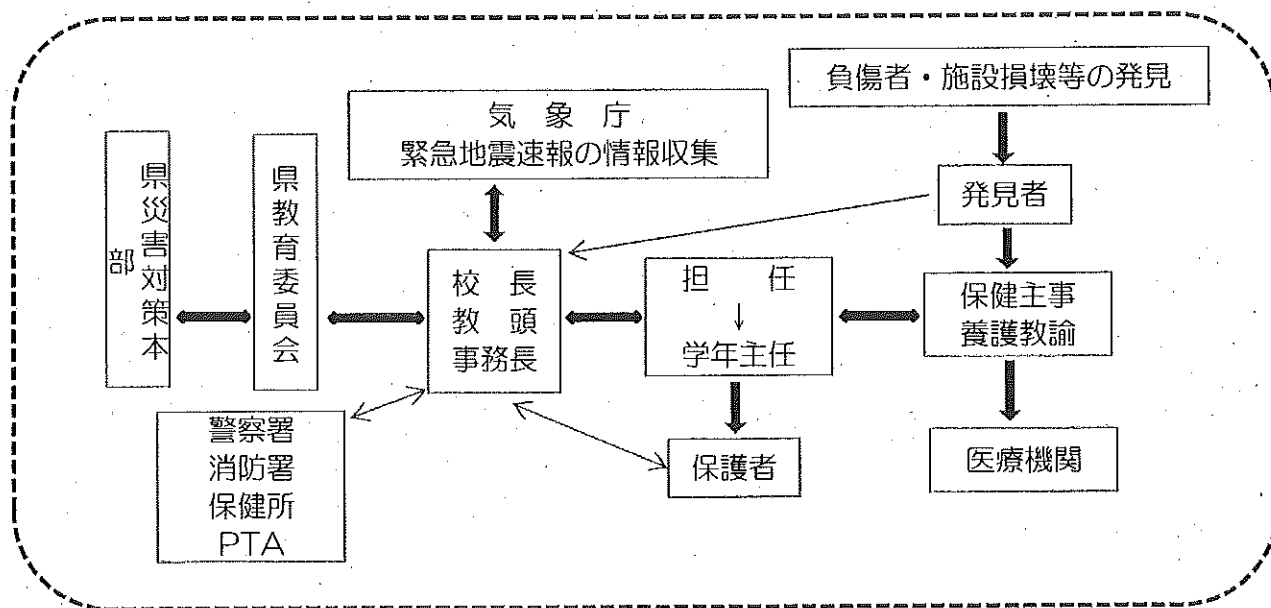 負傷者・施設損壊等の発見
気 象 庁
緊急地震速報の情報収集
発見者
県災害対策本
部
県教育委員会
校 長
教 頭
事務長
担 任
↓
学年主任
保健主事
養護教諭
警察署
消防署
保健所
PTA
保護者
医療機関